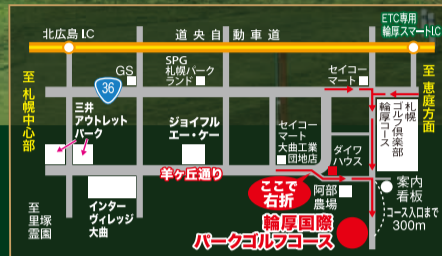 北広島I.C
道央自動車道
ETC専用
輪厚スマートI.C
至 札幌中心部
36
GS
SPG
札幌パーク
ランド
セイコー
マート
至 恵庭方面
三井
アウトレット
パーク
ジョイフル
エー・ケー
セイコー
マート
大曲工業
団地店
ダイワ
ハウス
札幌
ゴルフ倶楽部
輪厚コース
羊ヶ丘通り
ここで
右折
阿部
農場
案内
看板
コース入口まで
300m
至
里塚
霊園
インター
ヴィレッジ
大曲
輪厚国際
パークゴルフコース